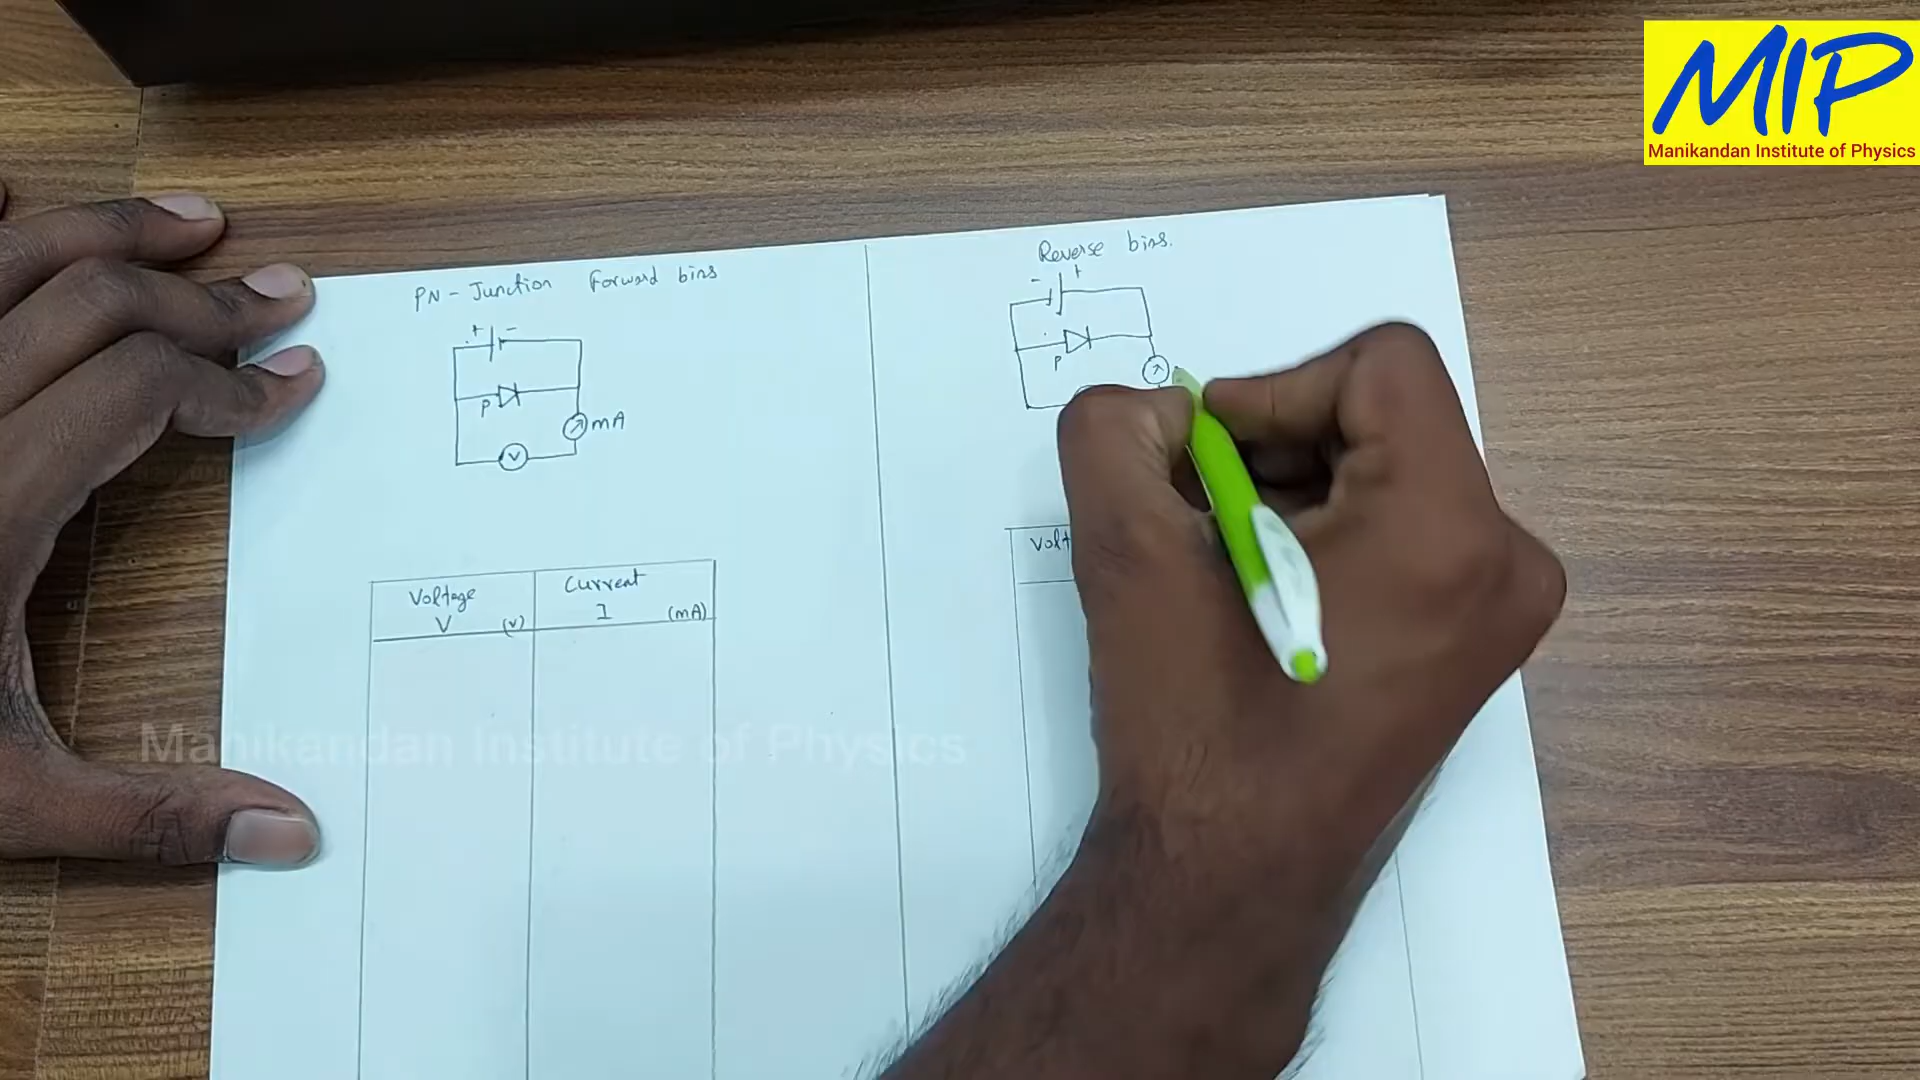 MIP
Manikandan Institute of Physics
PN - Junction Forward bias
+ -
P
mA
V
Voltage Current
V (V) I (mA)
Reverse bias.
- +
P
Volt
Manikandan Institute of Physics